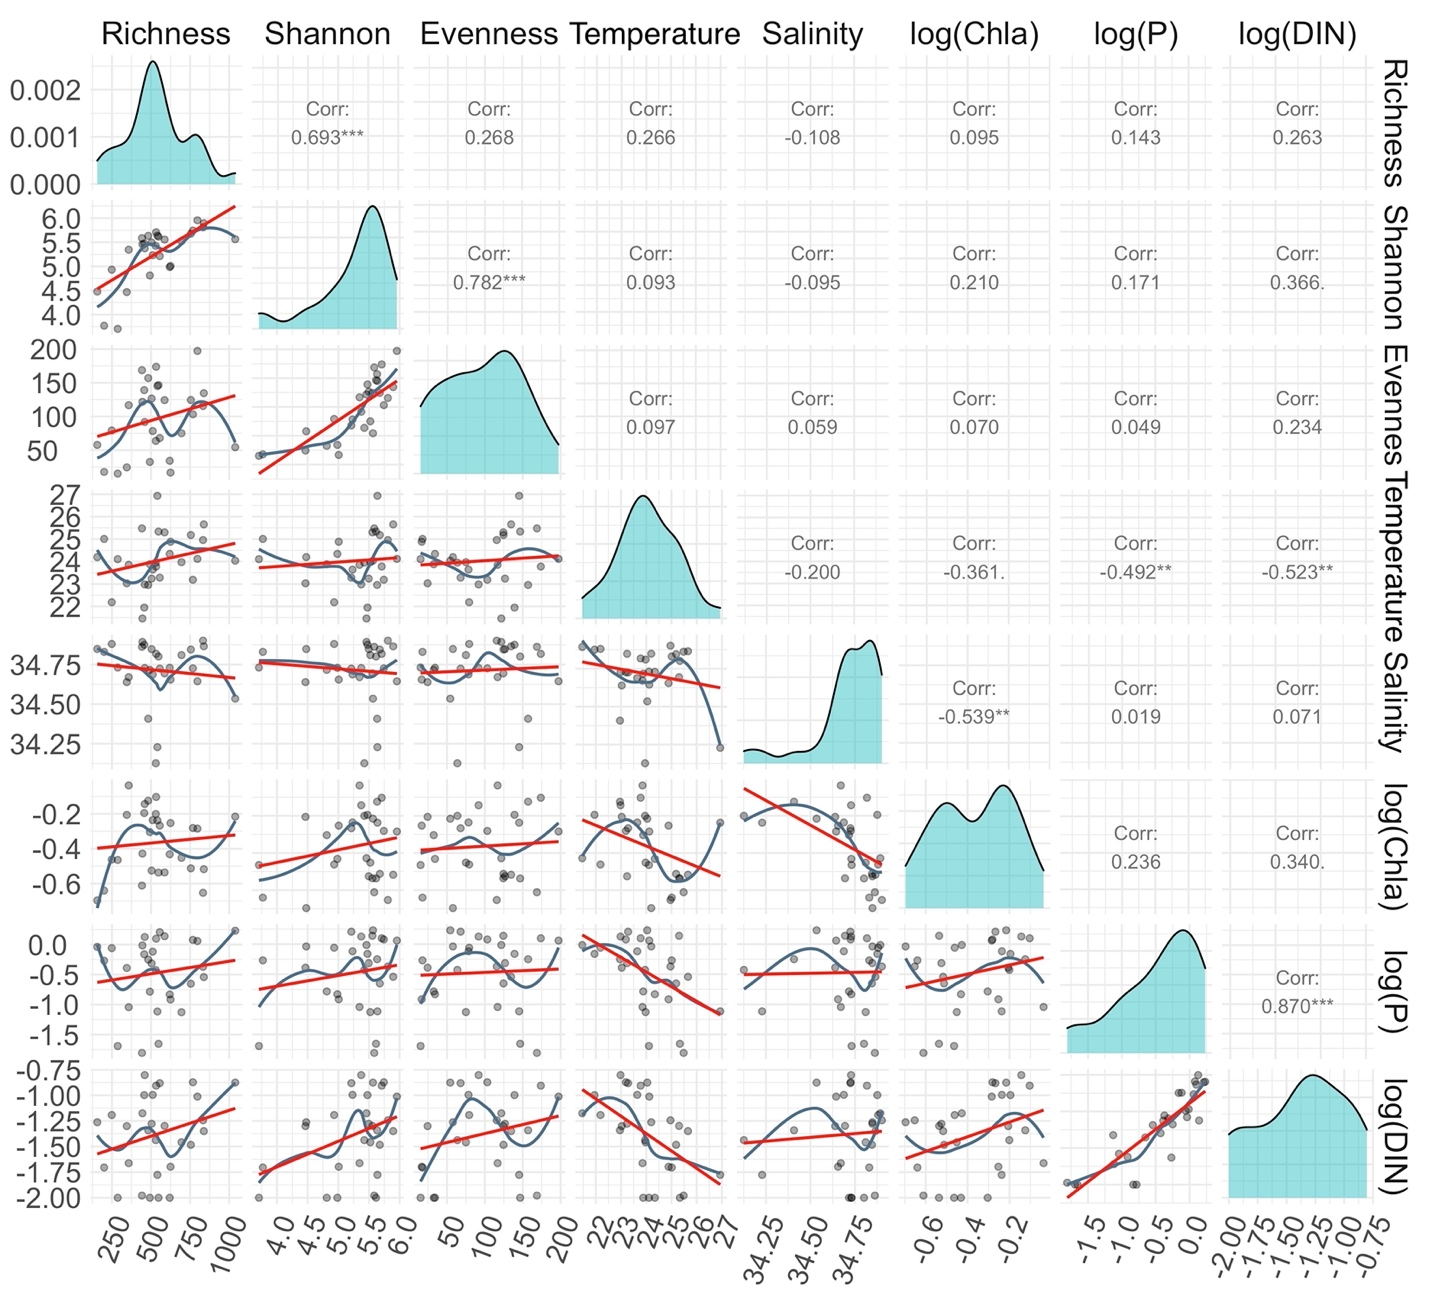 Richness Shannon Evenness Temperature Salinity log(Chla) log(P) log(DIN)
0.002
0.001
0.000
Corr:
0.693***
Corr:
0.268
Corr:
0.266
Corr:
-0.108
Corr:
0.095
Corr:
0.143
Corr:
0.263
Richness
6.0
5.5
5.0
4.5
4.0
Corr:
0.782***
Corr:
0.093
Corr:
-0.095
Corr:
0.210
Corr:
0.171
Corr:
0.366.
Shannon
200
150
100
50
Corr:
0.097
Corr:
0.059
Corr:
0.070
Corr:
0.049
Corr:
0.234
Evennes
27
26
25
24
23
22
Corr:
-0.200
Corr:
-0.361.
Corr:
-0.492**
Corr:
-0.523**
Temperature
34.75
34.50
34.25
Corr:
-0.539**
Corr:
0.019
Corr:
0.071
Salinity
-0.2
-0.4
-0.6
Corr:
0.236
Corr:
0.340.
log(Chla)
0.0
-0.5
-1.0
-1.5
Corr:
0.870***
log(P)
-0.75
-1.00
-1.25
-1.50
-1.75
-2.00
log(DIN)
250 500 750 1000
4.0 4.5 5.0 5.5 6.0
50 100 150 200
22 23 24 25 26 27
34.25 34.50 34.75
-0.6 -0.4 -0.2
-1.5 -1.0 -0.5 0.0
-2.00 -1.75 -1.50 -1.25 -1.00 -0.75